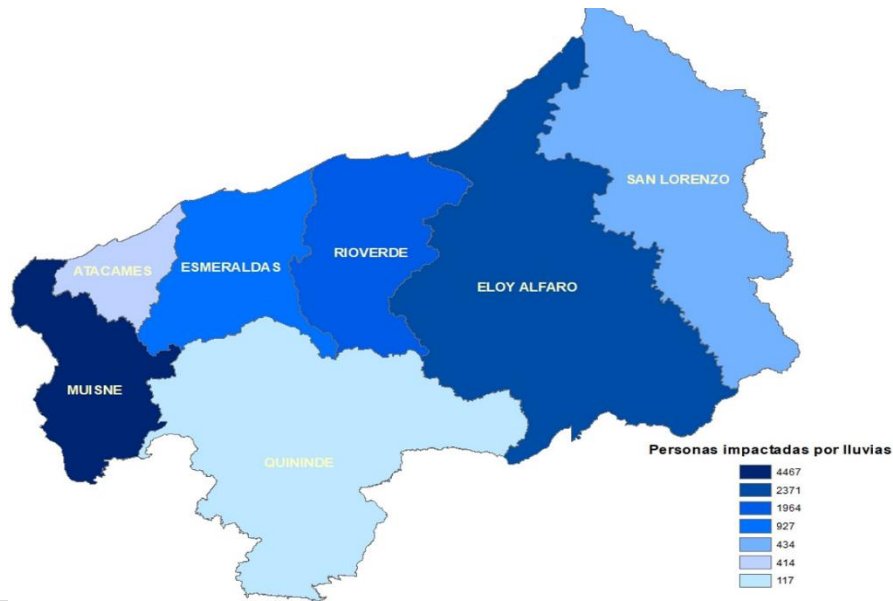 SAN LORENZO
RIOVERDE
ESMERALDAS
ATACAMES
ELOY ALFARO
MUISNE
QUININDE
Personas impactadas por lluvias
4467
2371
1964
927
434
414
117